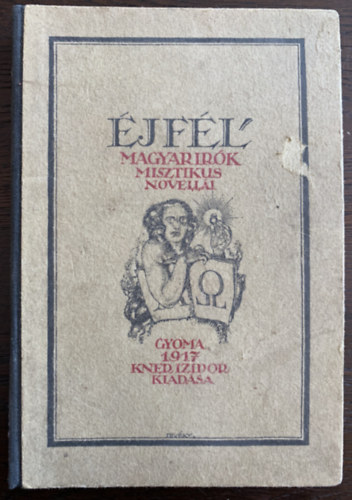 ÉJFÉL
MAGYAR IRÓK
MISZTIKUS
NOVELLÁI
GYOMA
1917
KNER IZIDOR
KIADÁSA